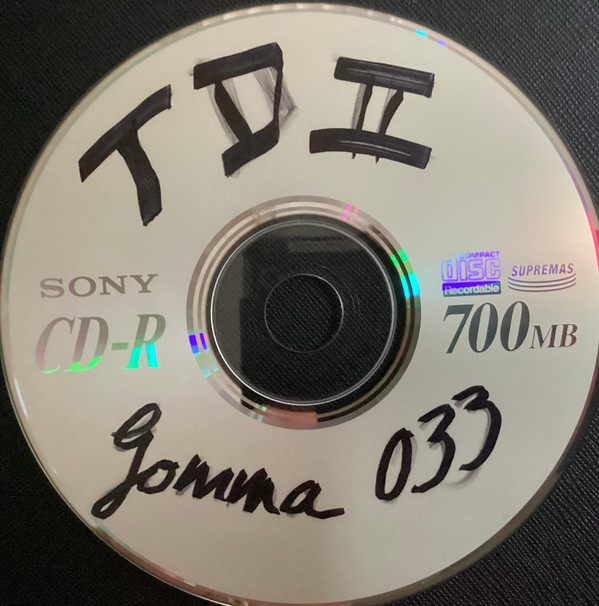 TD II
SONY
CD-R
COMPACT
disc
Recordable
SUPREMAS
700MB
gomma 033